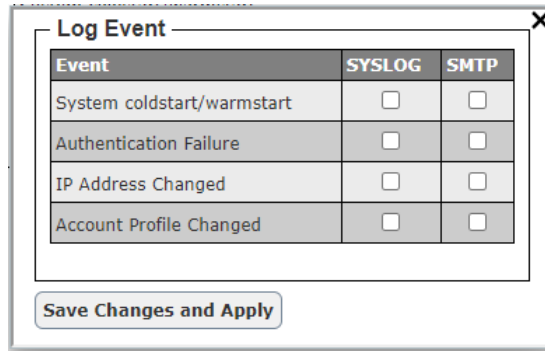 Log Event
Event SYSLOG SMTP
System coldstart/warmstart
Authentication Failure
IP Address Changed
Account Profile Changed
Save Changes and Apply